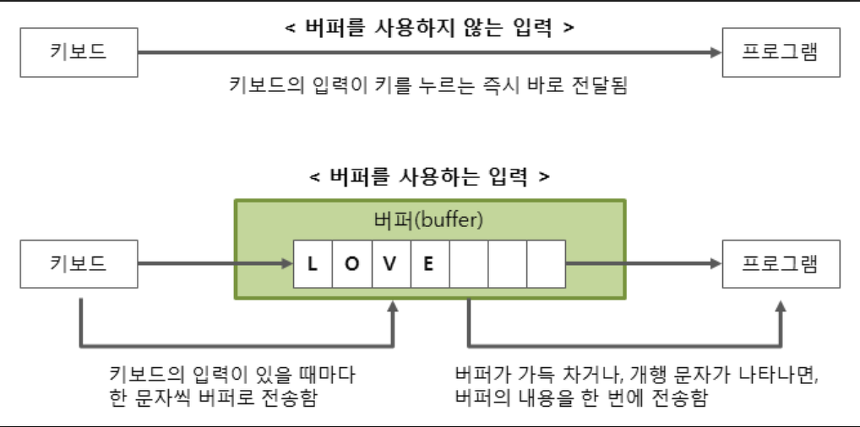 < 버퍼를 사용하지 않는 입력 >
키보드
프로그램
키보드의 입력이 키를 누르는 즉시 바로 전달됨
< 버퍼를 사용하는 입력 >
버퍼(buffer)
키보드
L O V E
프로그램
키보드의 입력이 있을 때마다
한 문자씩 버퍼로 전송함
버퍼가 가득 차거나, 개행 문자가 나타나면,
버퍼의 내용을 한 번에 전송함